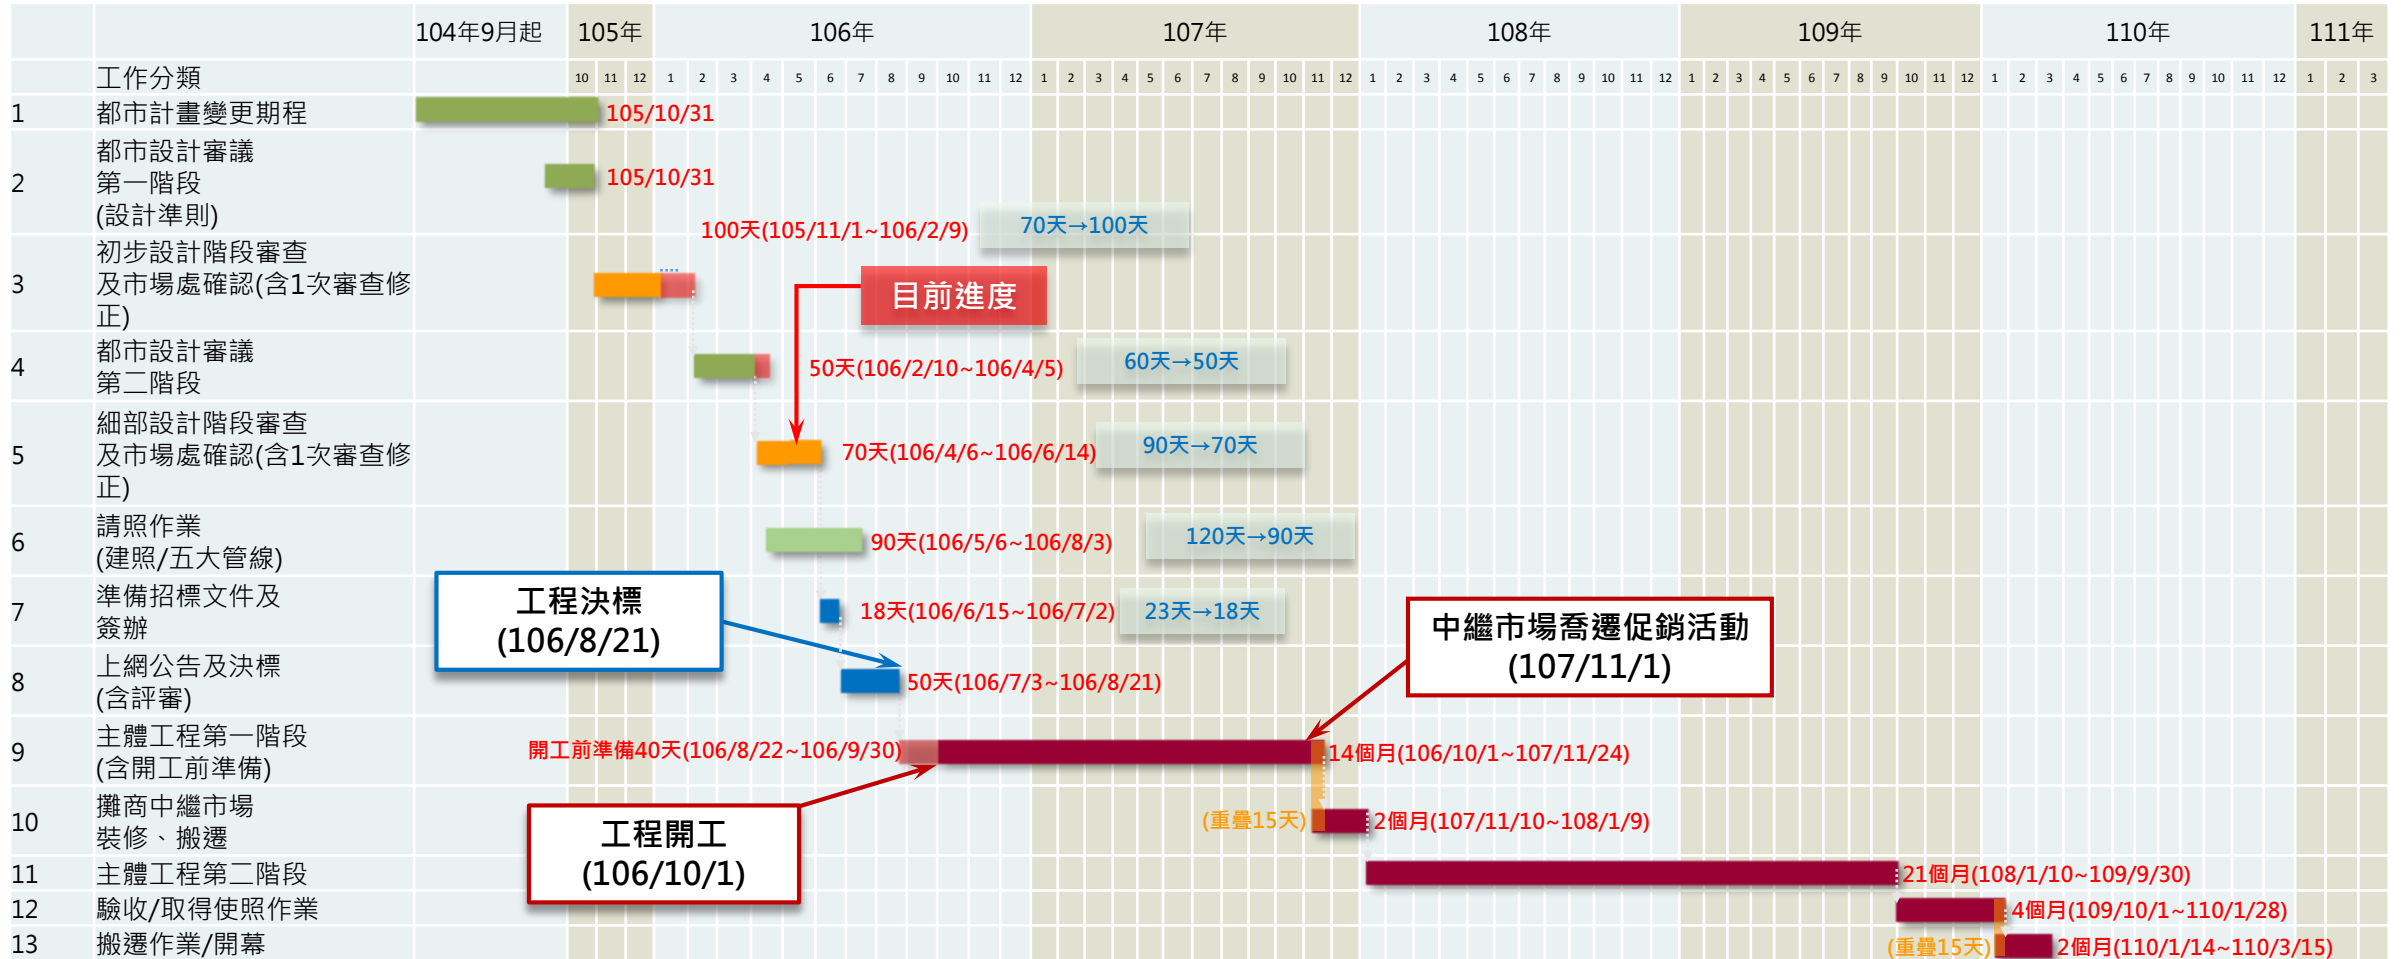 104年9月起 105年 106年 107年 108年 109年 110年 111年
工作分類 10 11 12 1 2 3 4 5 6 7 8 9 10 11 12 1 2 3 4 5 6 7 8 9 10 11 12 1 2 3 4 5 6 7 8 9 10 11 12 1 2 3 4 5 6 7 8 9 10 11 12 1 2 3 4 5 6 7 8 9 10 11 12 1 2 3
1 都市計畫變更期程 105/10/31
都市設計審議
2 第一階段 105/10/31
(設計準則)
100天(105/11/1~106/2/9) 70天→100天
初步設計階段審查
3 及市場處確認(含1次審查修
正)
目前進度
都市設計審議
4 第二階段
50天(106/2/10~106/4/5) 60天→50天
細部設計階段審查
5 及市場處確認(含1次審查修
正)
70天(106/4/6~106/6/14) 90天→70天
請照作業
6 (建照/五大管線)
90天(106/5/6~106/8/3) 120天→90天
準備招標文件及
7 簽辦
18天(106/6/15~106/7/2) 23天→18天
工程決標
(106/8/21)
中繼市場喬遷促銷活動
(107/11/1)
上網公告及決標
8 (含評審)
50天(106/7/3~106/8/21)
主體工程第一階段
9 (含開工前準備)
開工前準備40天(106/8/22~106/9/30) 14個月(106/10/1~107/11/24)
攤商中繼市場
10 裝修、搬遷
(重疊15天) 2個月(107/11/10~108/1/9)
工程開工
(106/10/1)
11 主體工程第二階段 21個月(108/1/10~109/9/30)
12 驗收/取得使照作業 4個月(109/10/1~110/1/28)
13 搬遷作業/開幕 (重疊15天) 2個月(110/1/14~110/3/15)